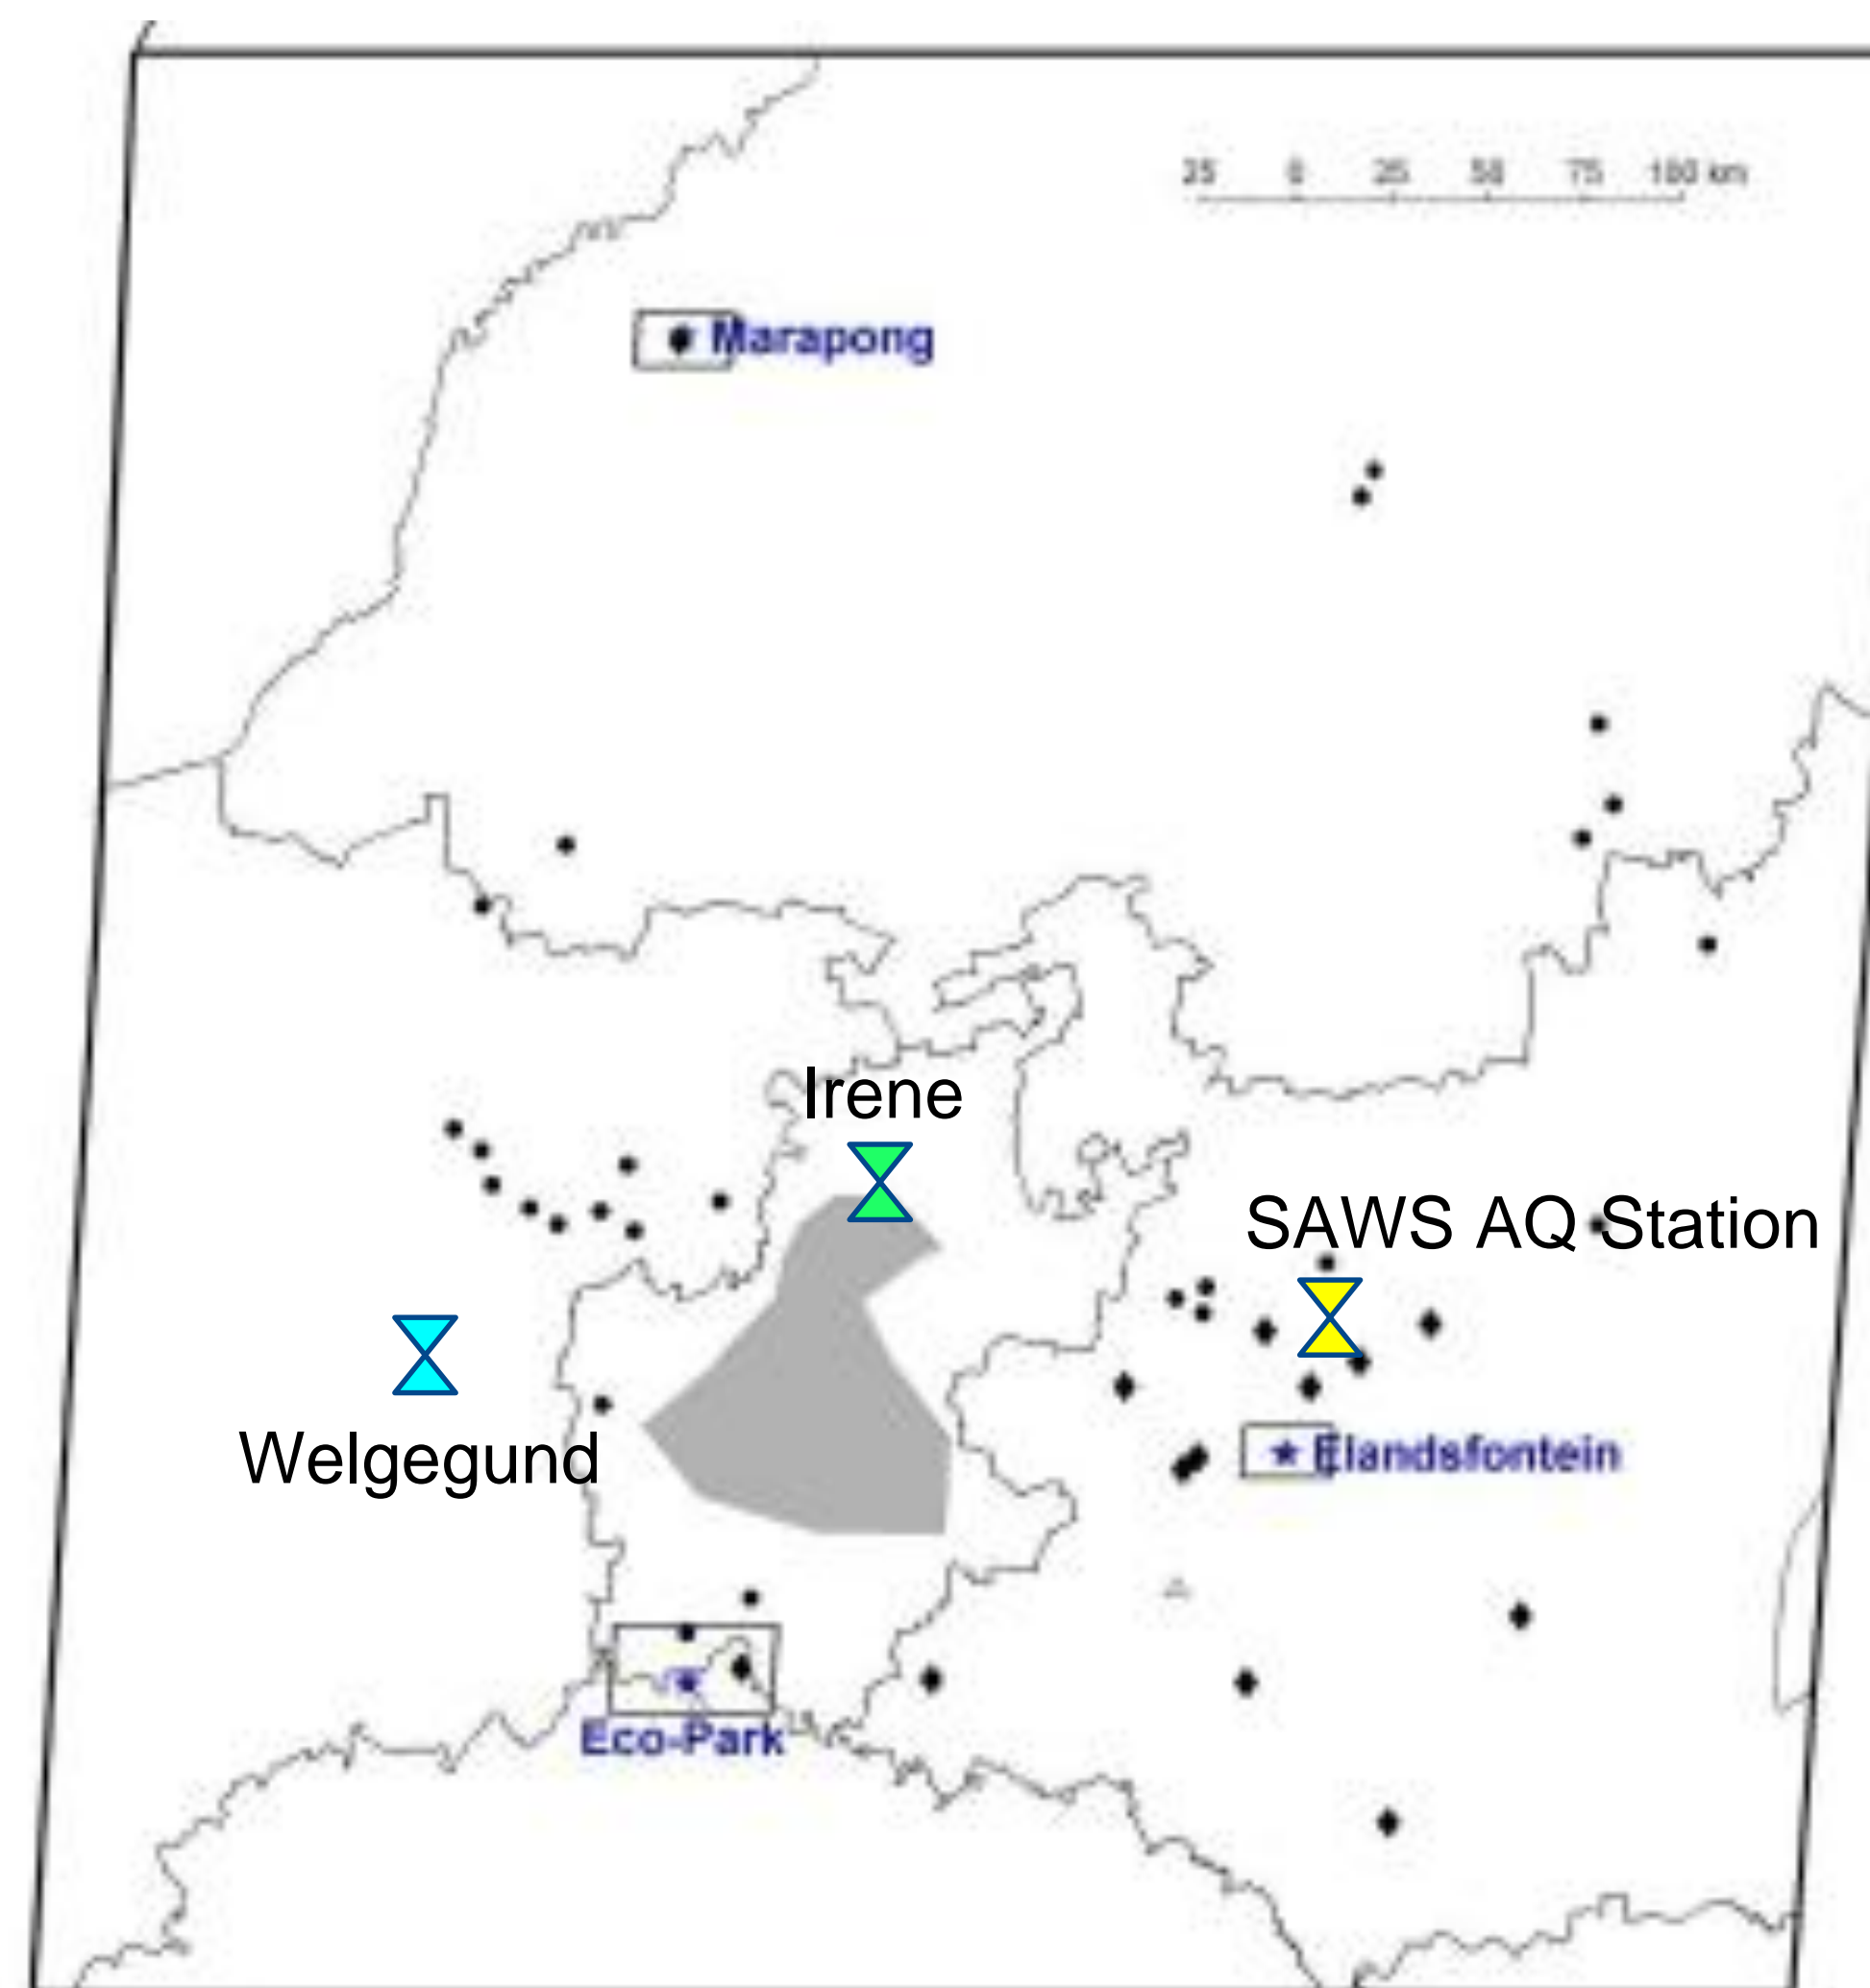 25 0 25 50 75 100 km
Marapong
Irene
SAWS AQ Station
Welgegund
Elandsfontein
Eco-Park